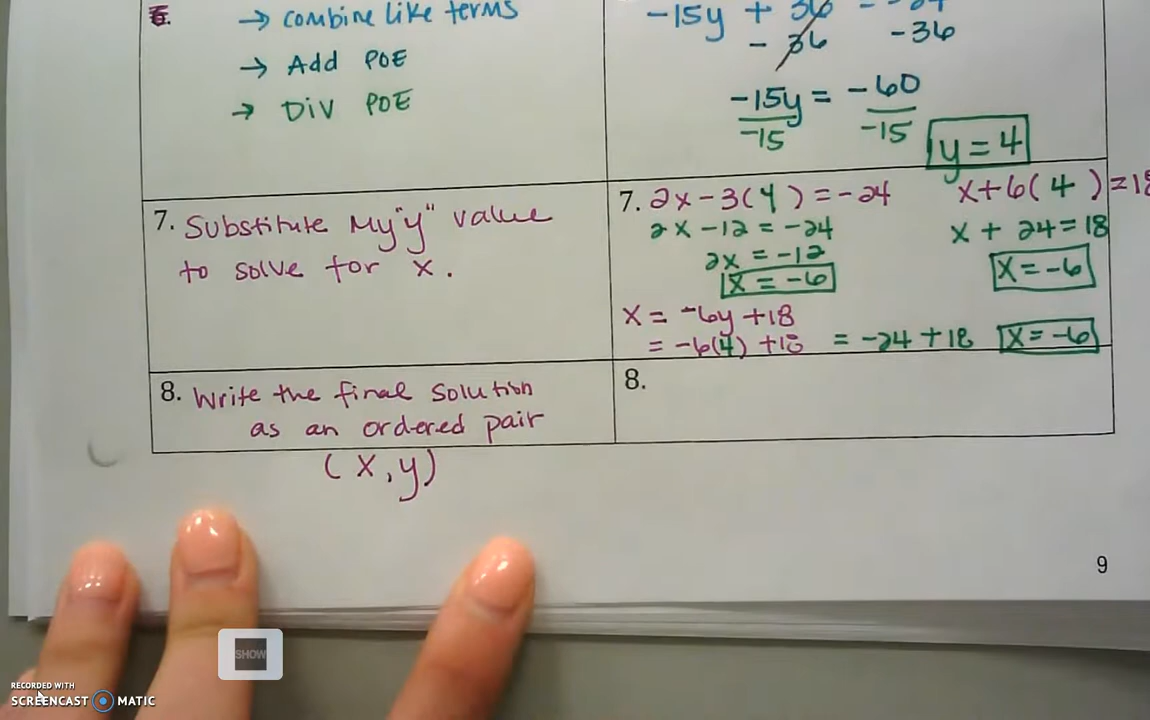 → combine like terms
→ Add POE
→ Div POE
-15y + 36
- 36 -36
-15y = -60
-15 -15
y = 4
7. Substitute My "y" value
to solve for x.
7. 2x - 3(4) = -24
2x - 12 = -24
2x = -12
x = -6
x + 6(4) = 18
x + 24 = 18
x = -6
x = -6y + 18
= -6(4) + 18 = -24 + 18 x = -6
8. Write the final solution
as an ordered pair
(x, y)
8.
9
SHOW
RECORDED WITH
SCREENCAST MATIC